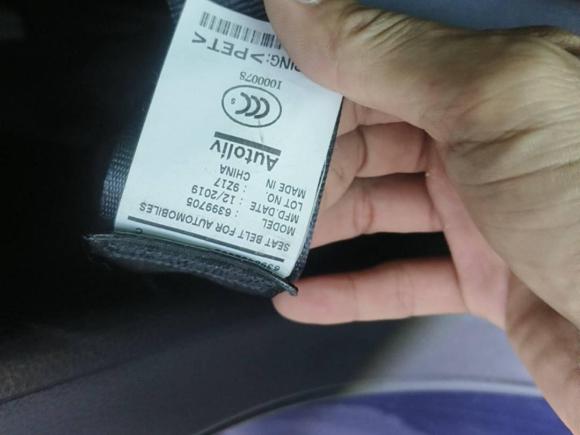 SEAT BELT FOR AUTOMOBILES
MODEL : 6399705
MFD DATE : 12/2019
LOT NO. : 9Z17
MADE IN CHINA
Autoliv
CCC S
1000078
>PET<